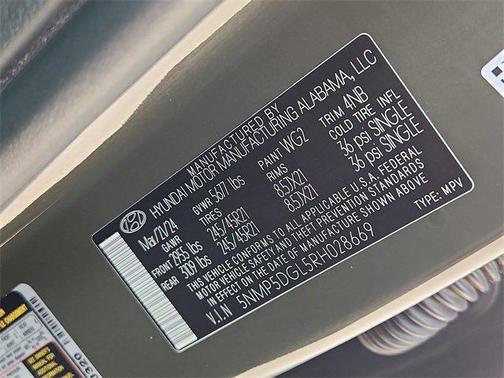 MANUFACTURED BY
HYUNDAI MOTOR MANUFACTURING ALABAMA, LLC
Mar/21/24 GVWR 5617 lbs PAINT WG2 TRIM 4NB
GAWR TIRES RIMS COLD TIRE INFL
FRONT 2955 lbs 245/45R21 8.5JX21 36 psi SINGLE
REAR 3109 lbs 245/45R21 8.5JX21 36 psi SINGLE
THIS VEHICLE CONFORMS TO ALL APPLICABLE U.S.A. FEDERAL
MOTOR VEHICLE SAFETY AND THEFT PREVENTION STANDARDS
IN EFFECT ON THE DATE OF MANUFACTURE SHOWN ABOVE
V.I.N 5NMP5DGL5RH028669 TYPE: MPV